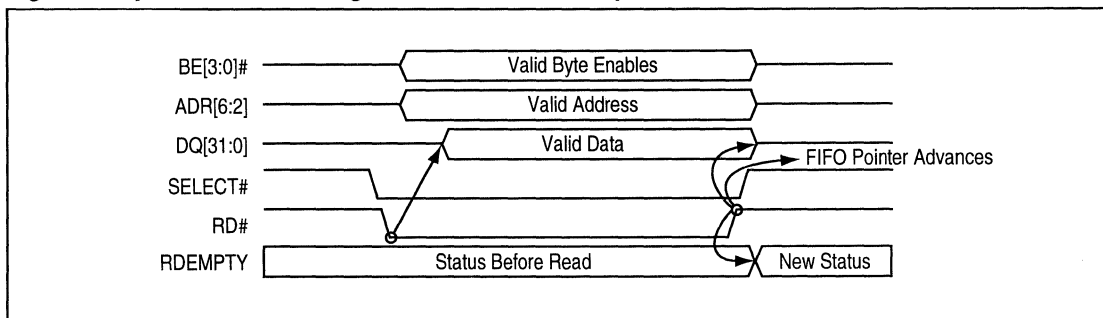 BE[3:0]# Valid Byte Enables
ADR[6:2] Valid Address
DQ[31:0] Valid Data
FIFO Pointer Advances
SELECT#
RD#
RDEMPTY Status Before Read New Status